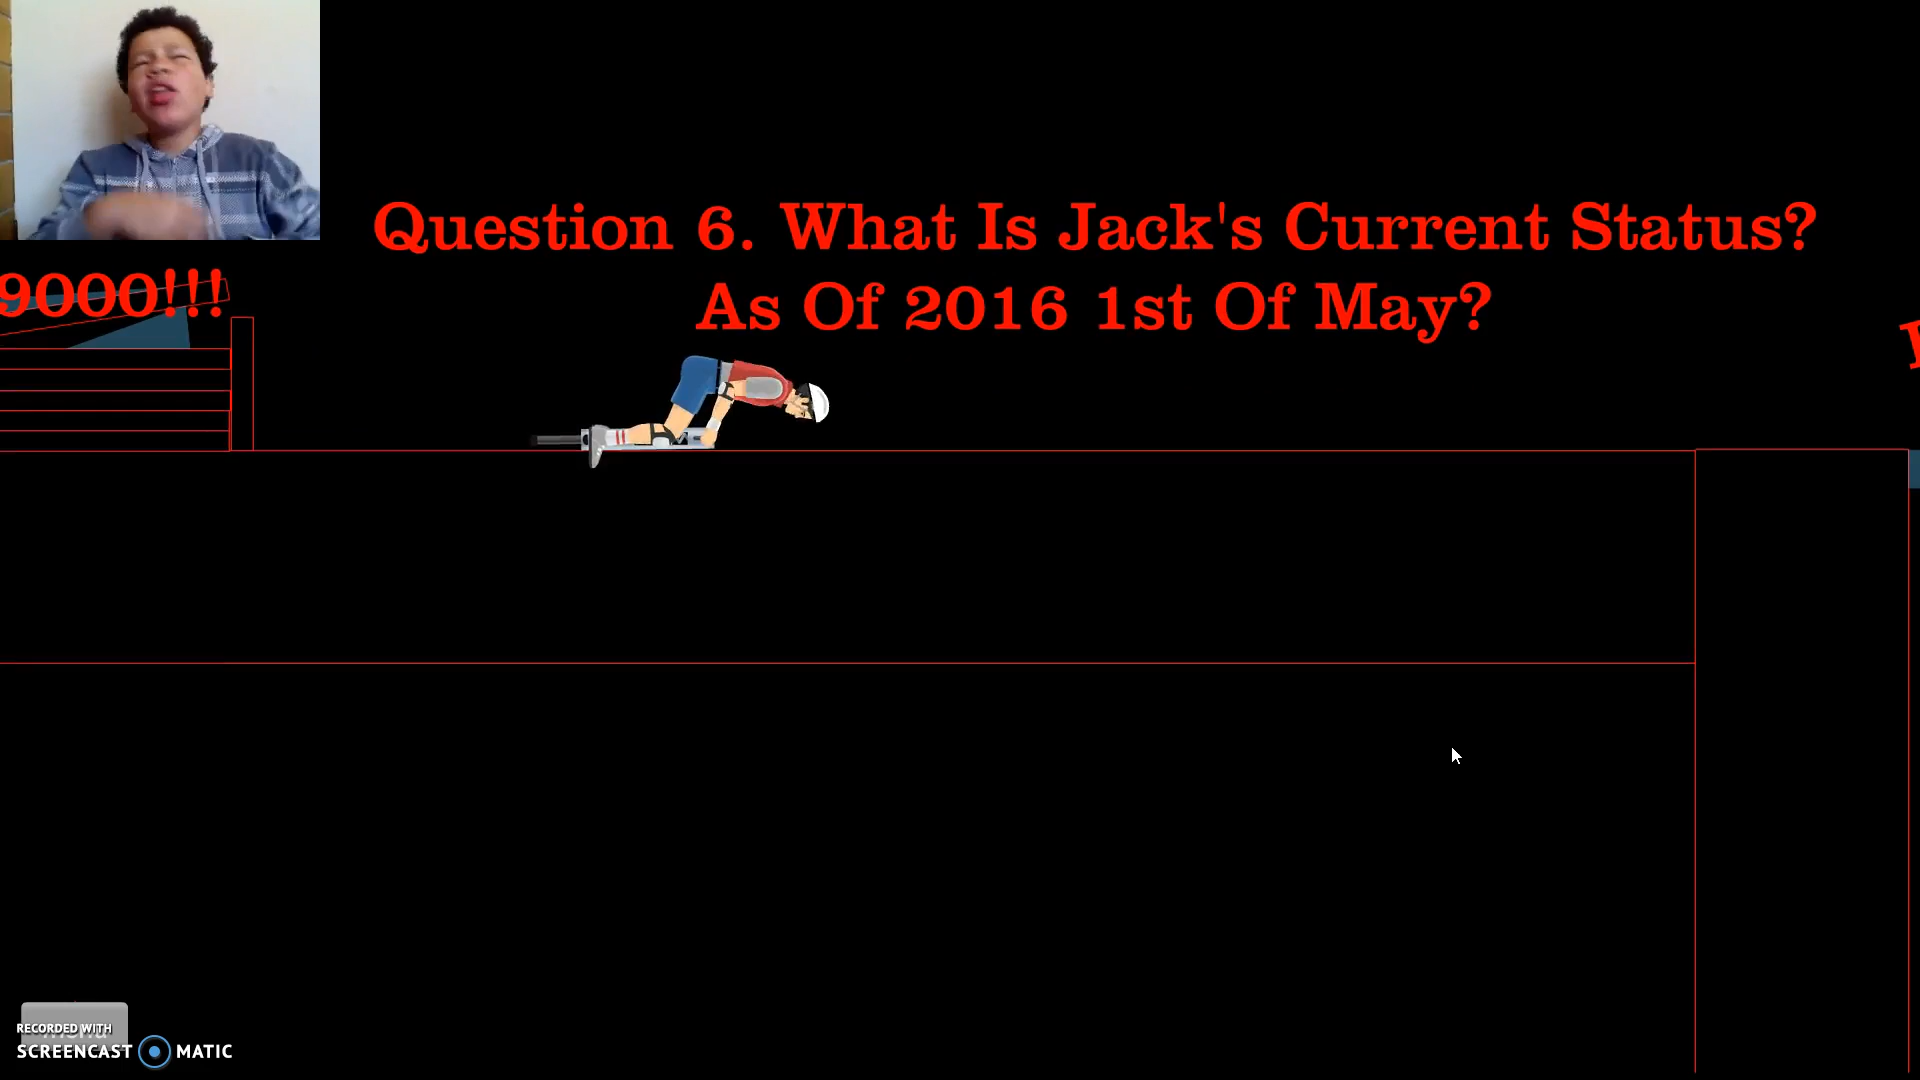 Question 6. What Is Jack's Current Status?
As Of 2016 1st Of May?
9000!!!
RECORDED WITH
SCREENCAST MATIC